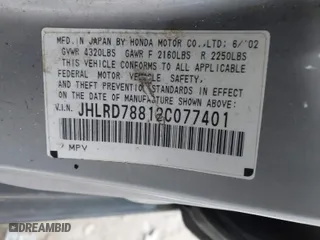 MFD. IN JAPAN BY HONDA MOTOR CO.,LTD: 6/'02
GVWR 4320LBS GAWR F 2160LBS R 2250LBS
THIS VEHICLE CONFORMS TO ALL APPLICABLE
FEDERAL MOTOR VEHICLE SAFETY
AND THEFT PREVENTION STANDARDS IN EFFECT ON
THE DATE OF MANUFACTURE SHOWN ABOVE.
V.I.N. JHLRD78812C077401
MPV
DEALERSHIP.COM